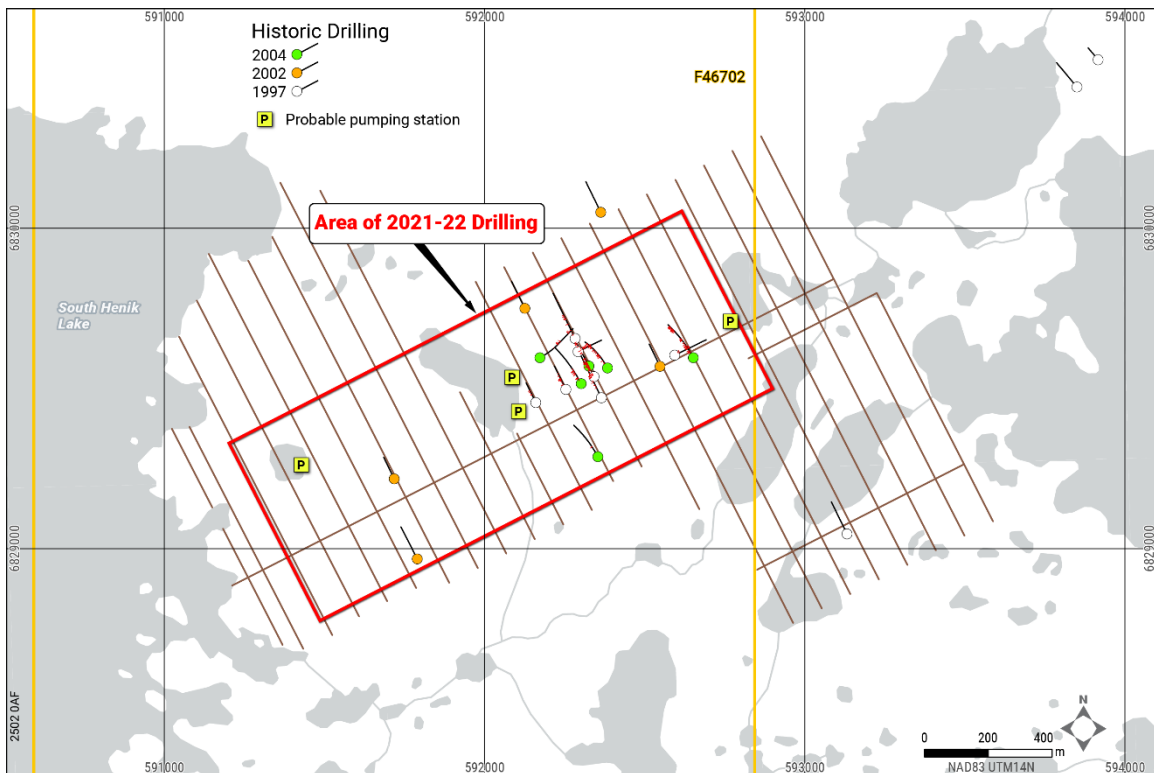 591000
592000
593000
594000
Historic Drilling
2004
2002
1997
P Probable pumping station
F46702
6830000
6830000
Area of 2021-22 Drilling
South Henik
Lake
P
P
P
P
6829000
6829000
2502 0AF
N
0 200 400
m
NAD83 UTM14N
591000
592000
593000
594000